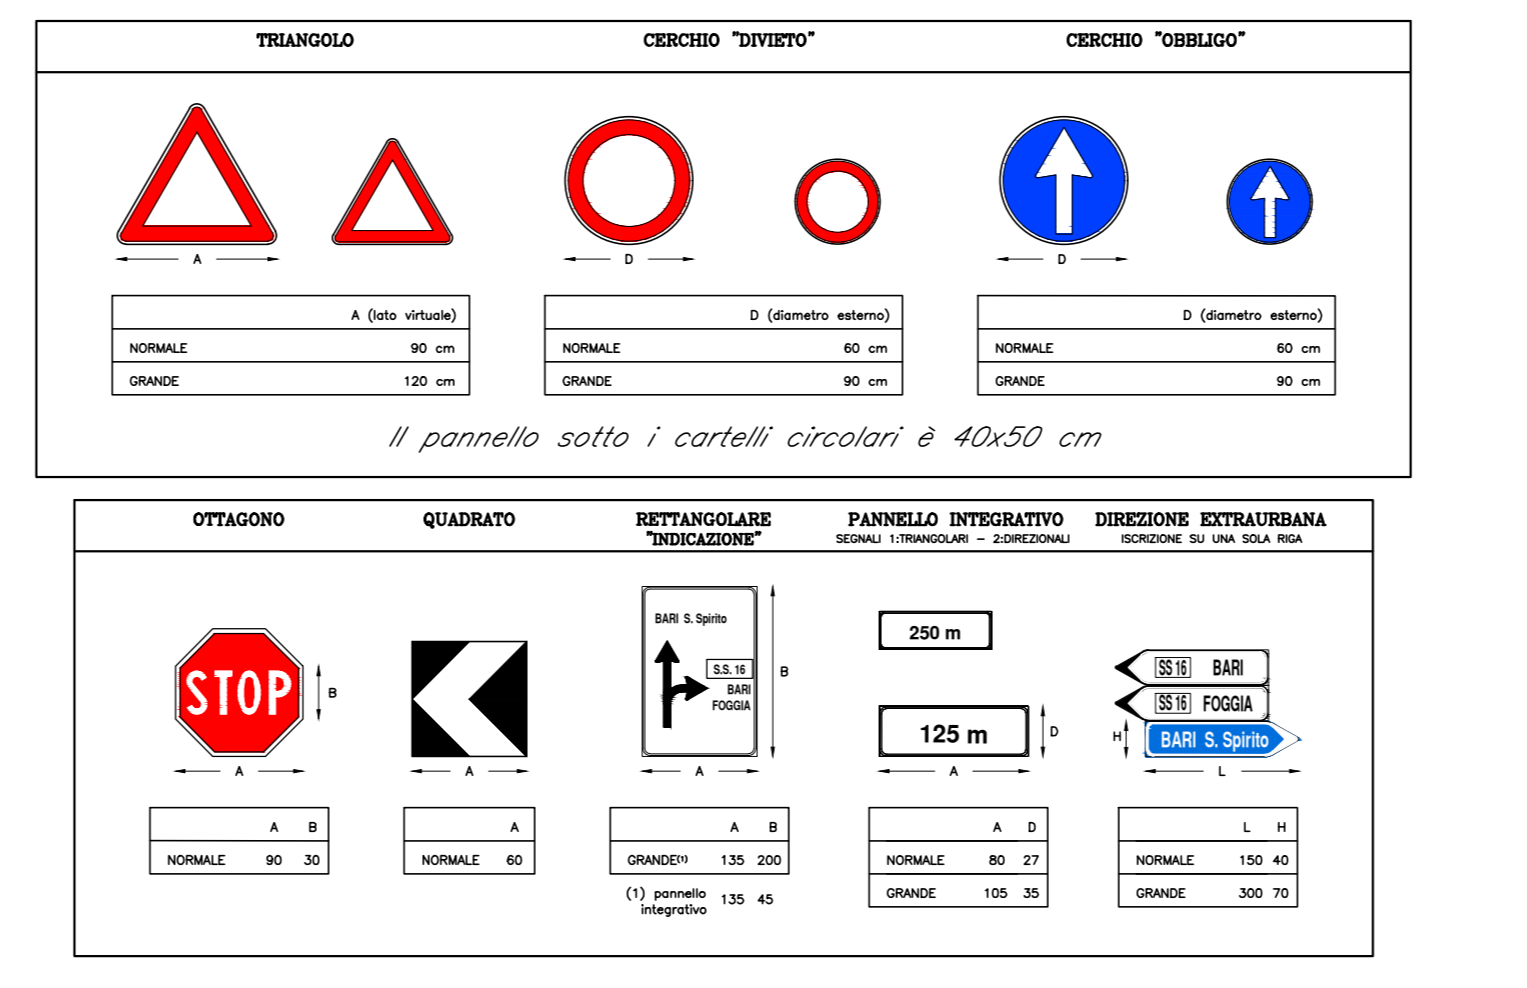 TRIANGOLO
CERCHIO "DIVIETO"
CERCHIO "OBBLIGO"
A
D
D
A (lato virtuale)
NORMALE 90 cm
GRANDE 120 cm
D (diametro esterno)
NORMALE 60 cm
GRANDE 90 cm
D (diametro esterno)
NORMALE 60 cm
GRANDE 90 cm
Il pannello sotto i cartelli circolari è 40x50 cm
OTTAGONO
QUADRATO
RETTANGOLARE
"INDICAZIONE"
PANNELLO INTEGRATIVO
SEGNALI 1:TRIANGOLARI - 2:DIREZIONALI
DIREZIONE EXTRAURBANA
ISCRIZIONE SU UNA SOLA RIGA
STOP
B
A
A
BARI S. Spirito
S.S. 16
BARI
FOGGIA
B
A
250 m
125 m
D
A
SS 16 BARI
SS 16 FOGGIA
BARI S. Spirito
H
L
A B
NORMALE 90 30
A
NORMALE 60
A B
GRANDE(1) 135 200
(1) pannello
integrativo 135 45
A D
NORMALE 80 27
GRANDE 105 35
L H
NORMALE 150 40
GRANDE 300 70